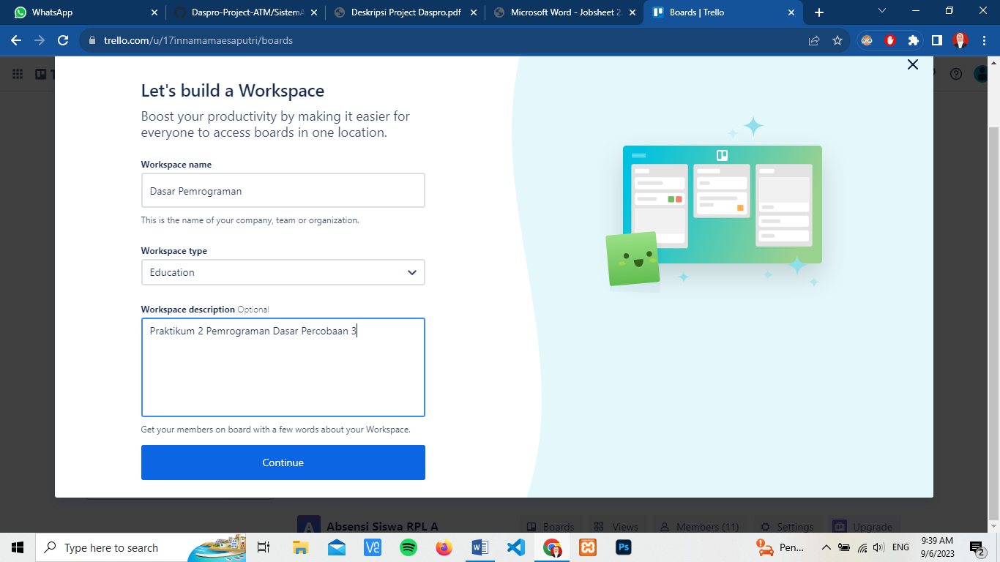 WhatsApp
Daspro-Project-ATM/SistemA
Deskripsi Project Daspro.pdf
Microsoft Word - Jobsheet 2.
Boards | Trello
trello.com/u/17innamamaesaputri/boards
Let's build a Workspace
Boost your productivity by making it easier for
everyone to access boards in one location.
Workspace name
Dasar Pemrograman
This is the name of your company, team or organization.
Workspace type
Education
Workspace description Optional
Praktikum 2 Pemrograman Dasar Percobaan 3
Get your members on board with a few words about your Workspace.
Continue
A Absensi Siswa RPL A
Boards
Views
Members (11)
Settings
Upgrade
Type here to search
Pen...
ENG
9:39 AM
9/6/2023
2